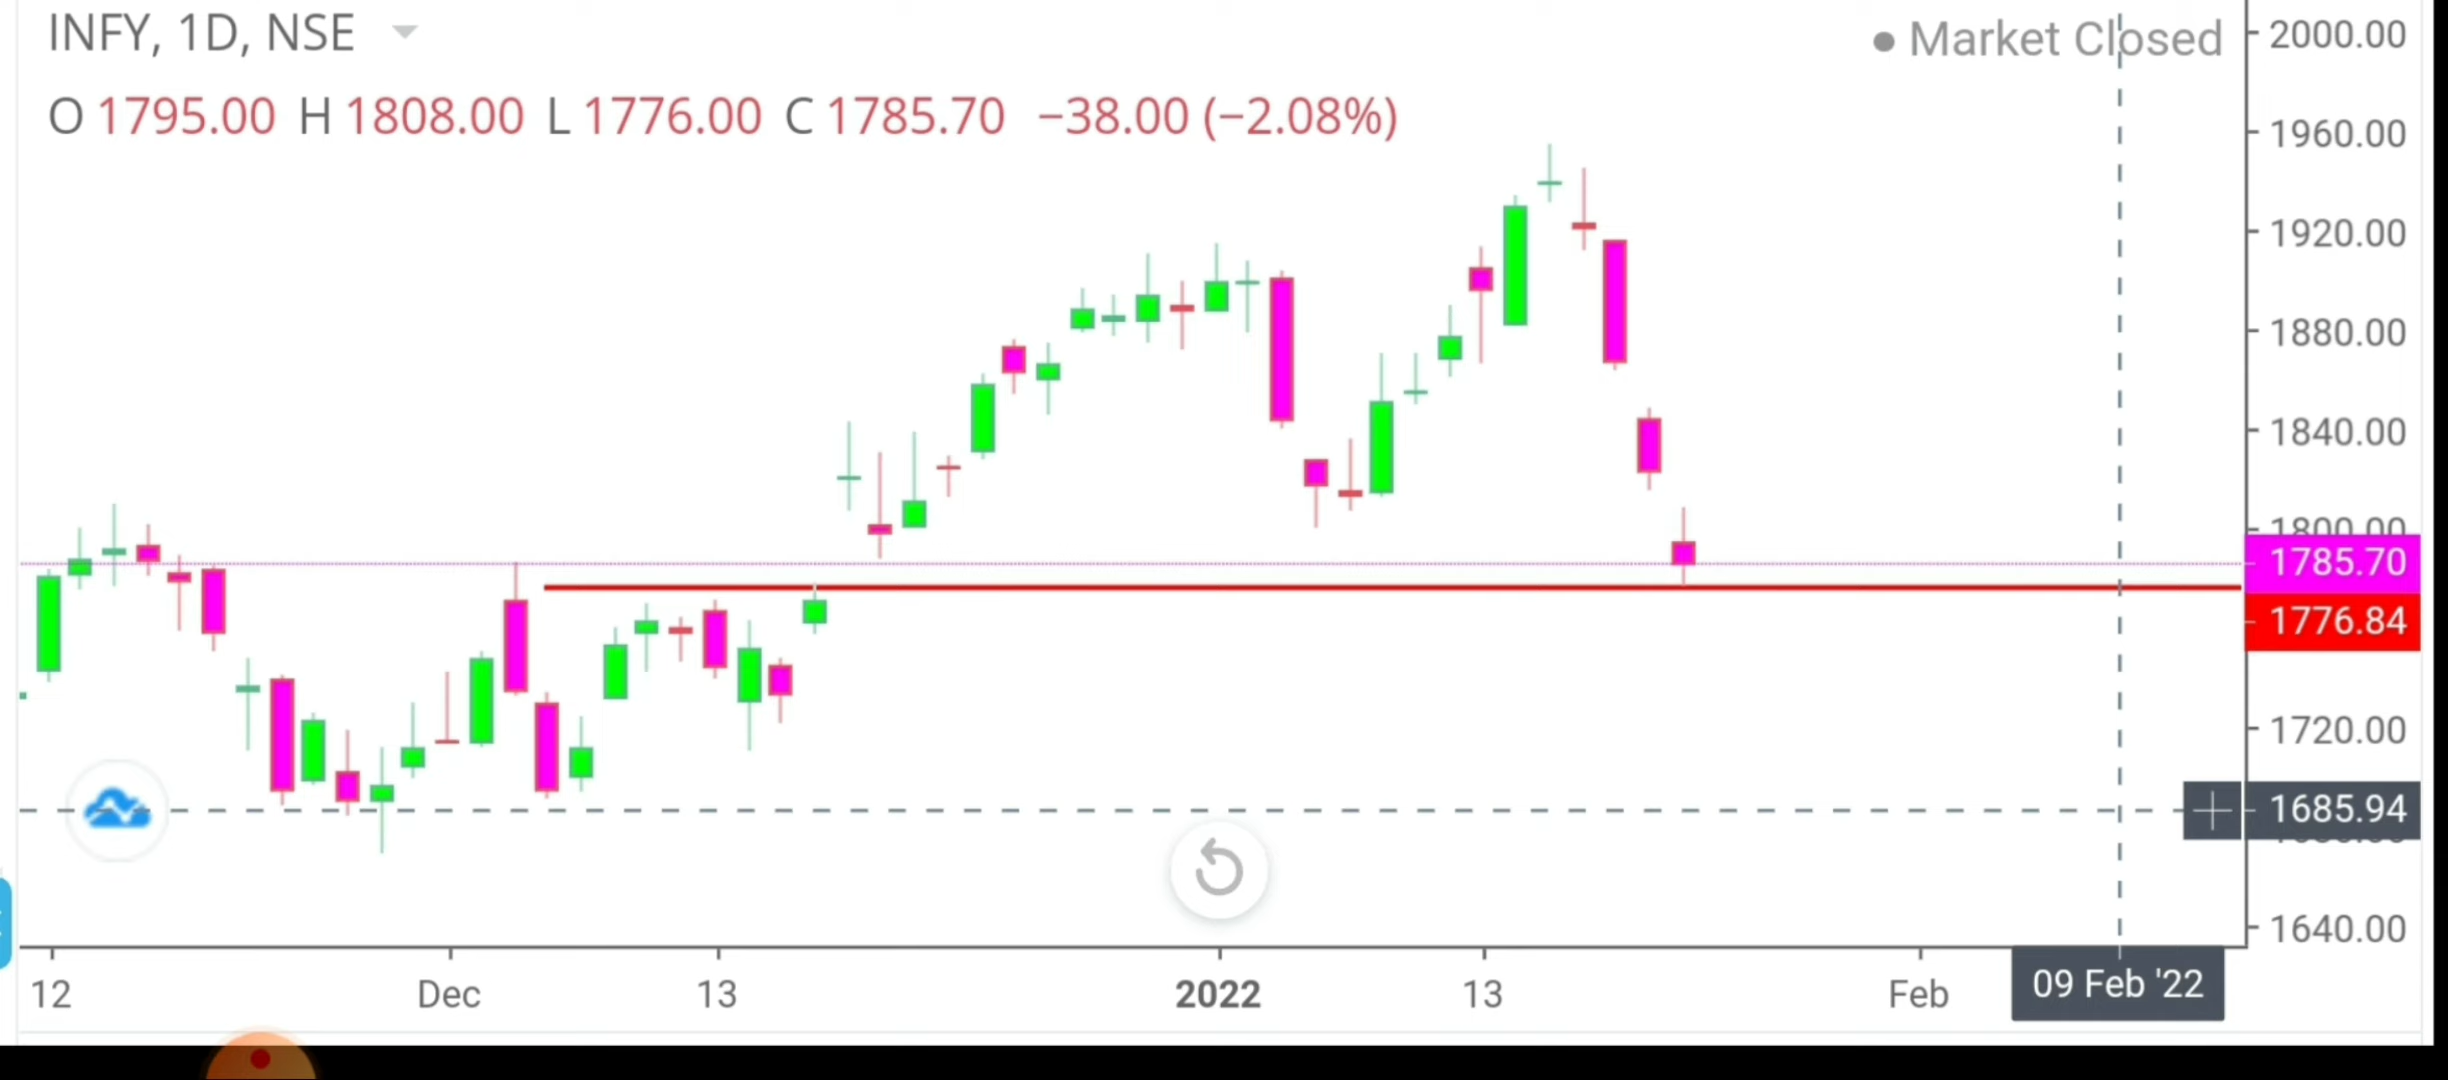 INFY, 1D, NSE
Market Closed
O 1795.00 H 1808.00 L 1776.00 C 1785.70 −38.00 (−2.08%)
2000.00
1960.00
1920.00
1880.00
1840.00
1800.00
1785.70
1776.84
1720.00
1685.94
1640.00
12 Dec 13 2022 13 Feb 09 Feb '22